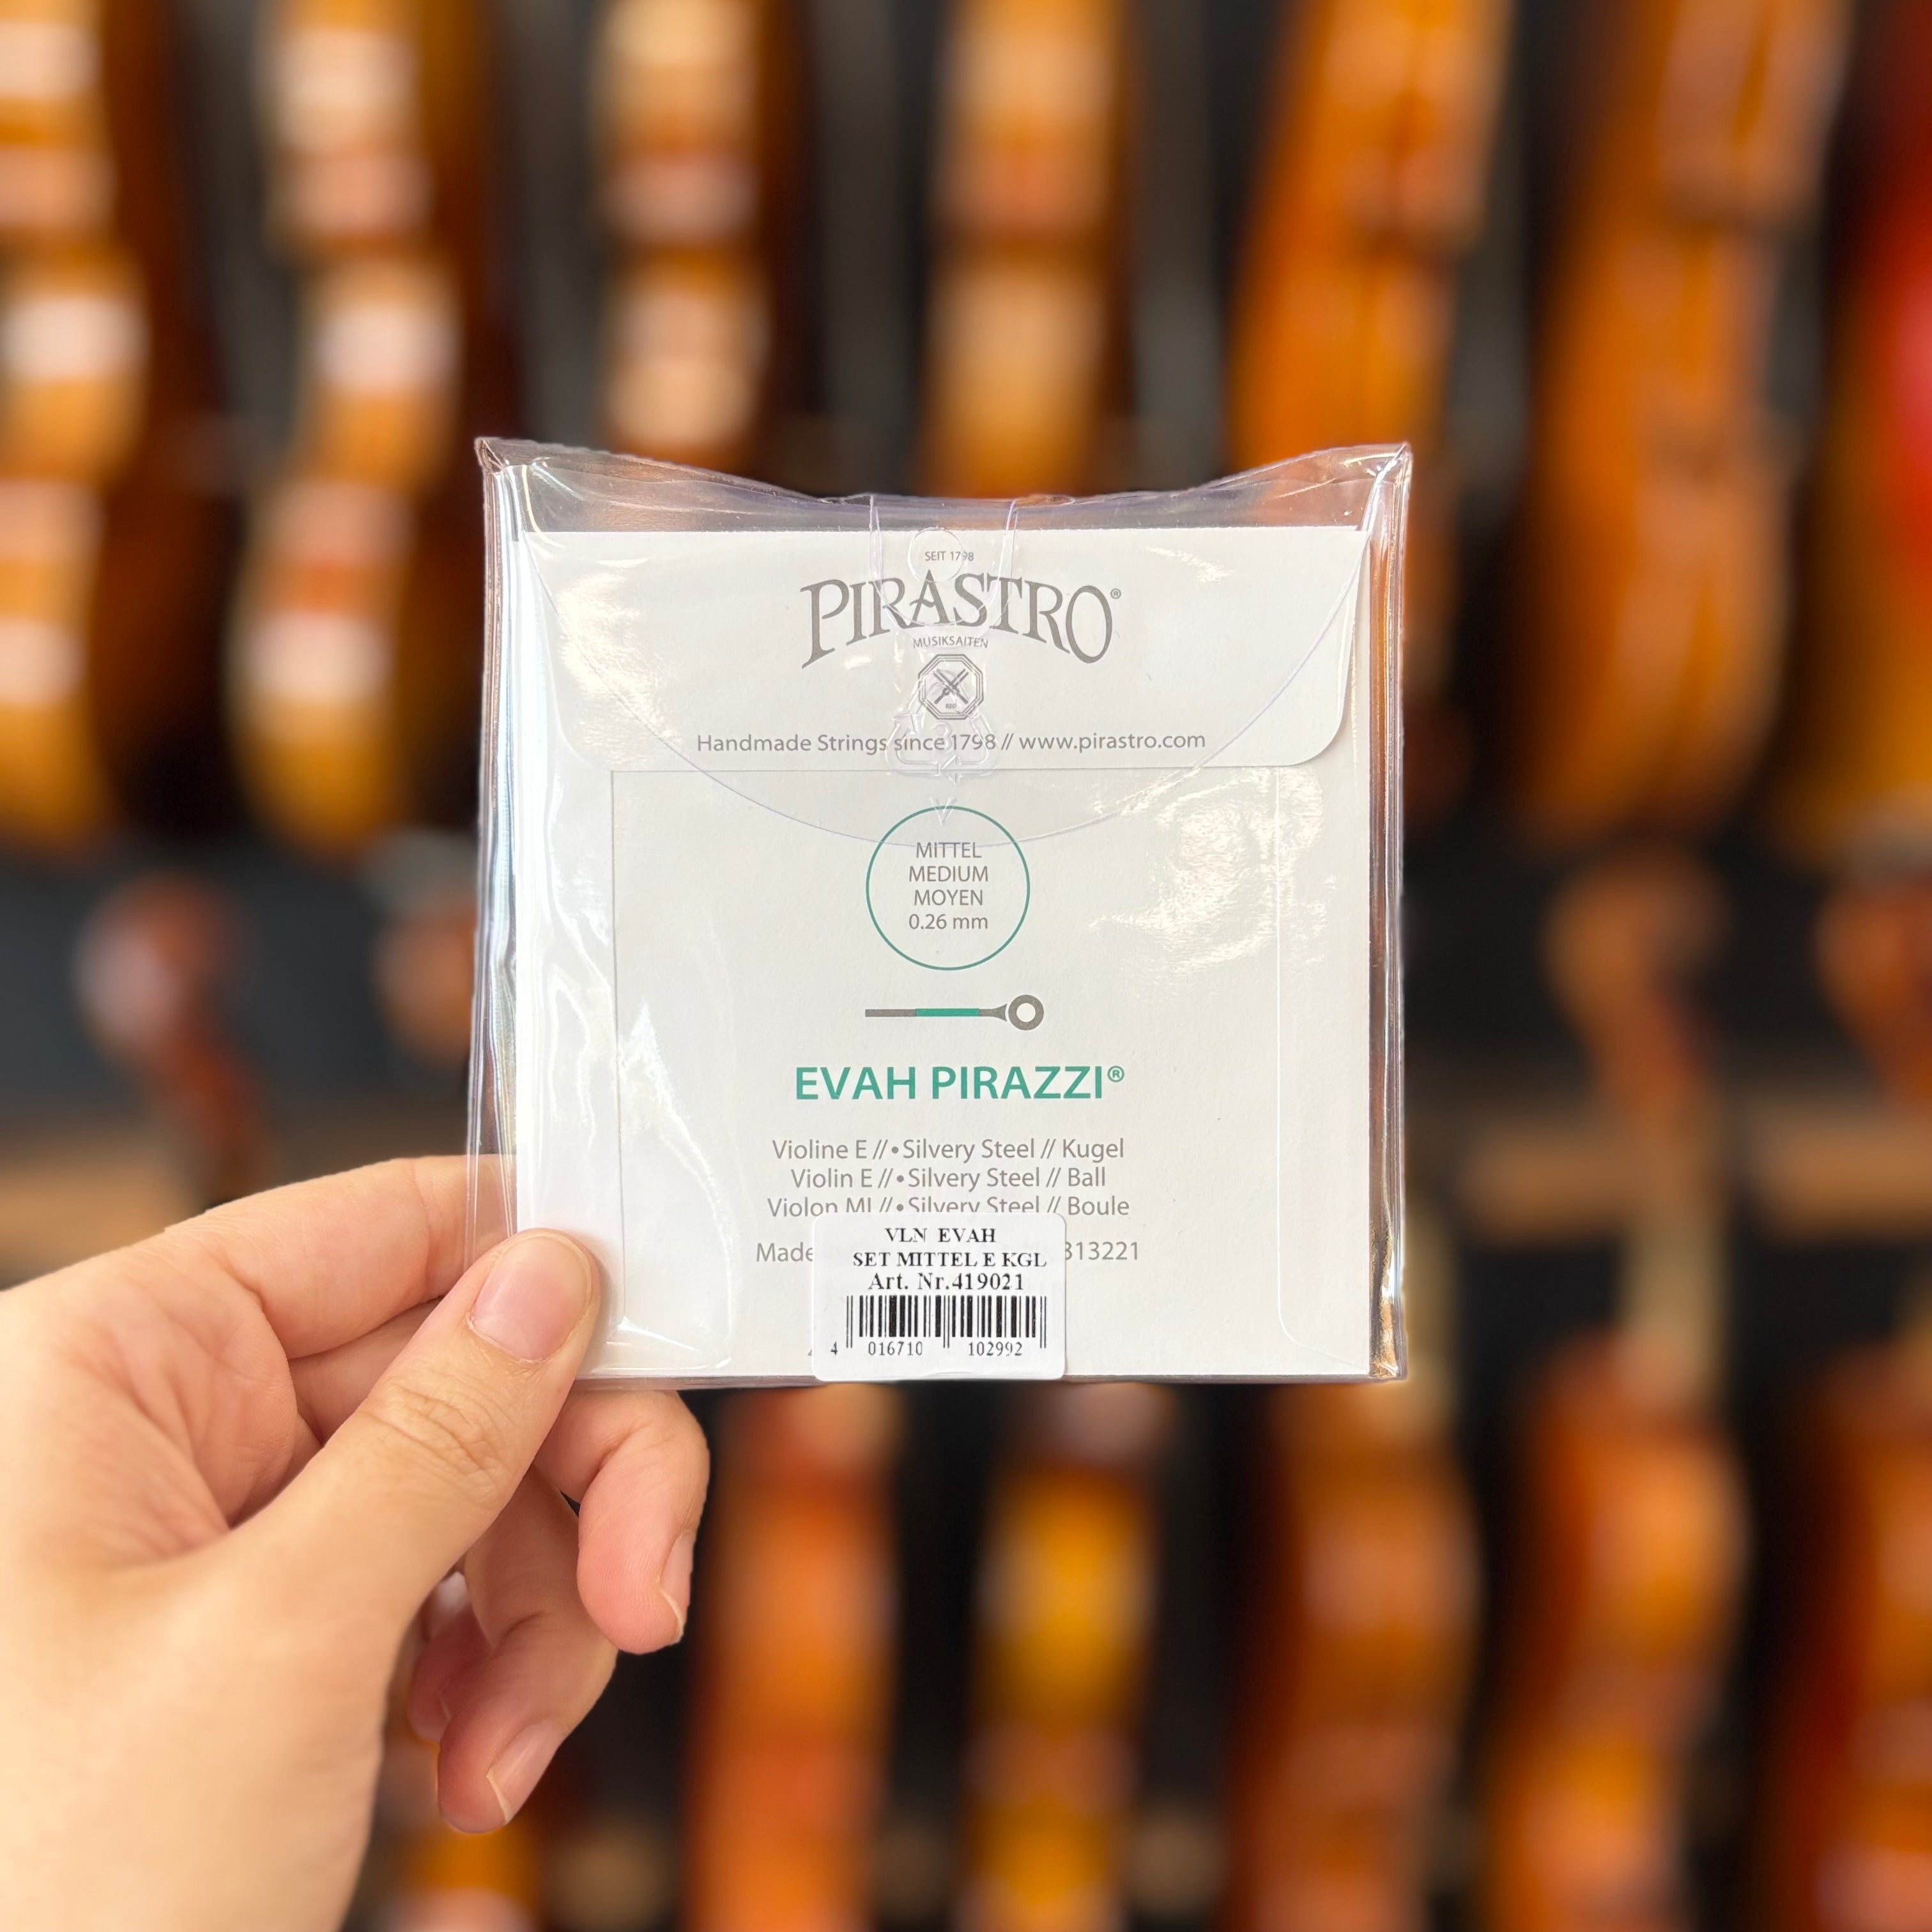 SEIT 1798
PIRASTRO®
MUSIKSAITEN
Handmade Strings since 1798 // www.pirastro.com
MITTEL
MEDIUM
MOYEN
0.26 mm
EVAH PIRAZZI®
Violine E //•Silvery Steel // Kugel
Violin E //•Silvery Steel // Ball
Violon MI //•Silvery Steel // Boule
Made 313221
VLN EVAH
SET MITTEL E KGL
Art. Nr.419021
4 016710 102992